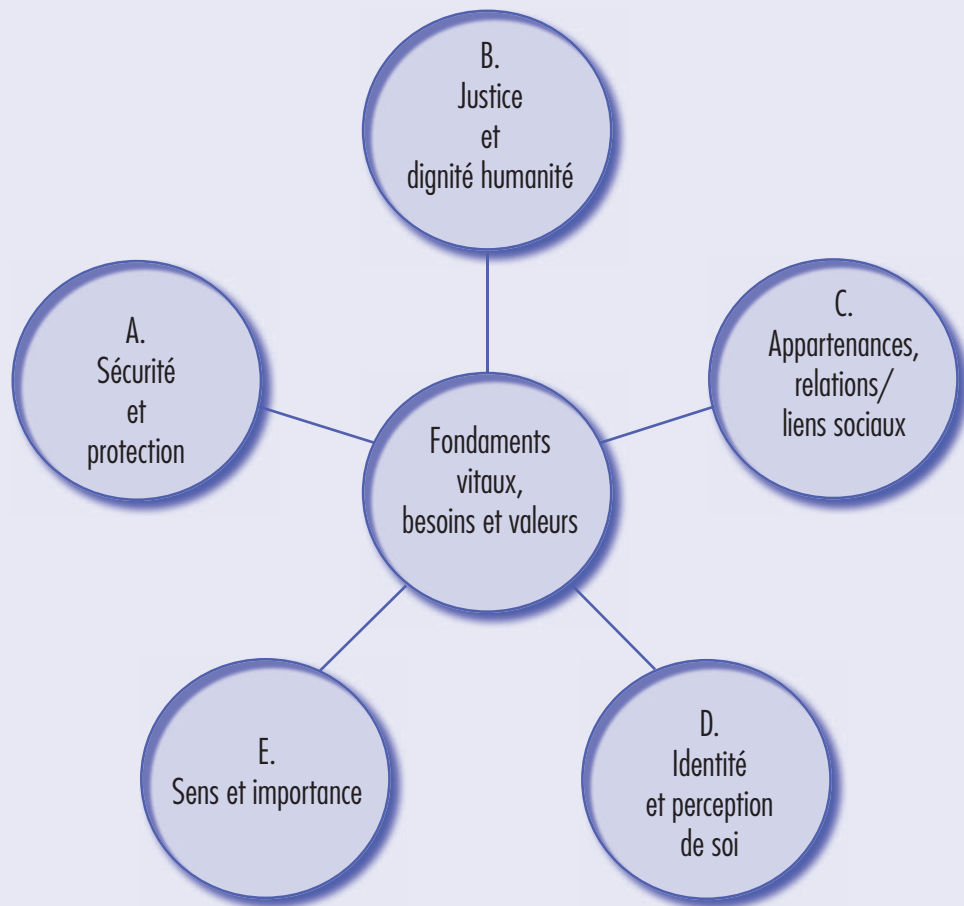 B.
Justice
et
dignité humanité
A.
Sécurité
et
protection
C.
Appartenances,
relations/
liens sociaux
Fondaments
vitaux,
besoins et valeurs
E.
Sens et importance
D.
Identité
et perception
de soi